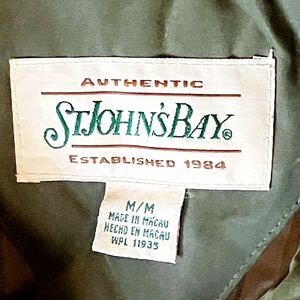 AUTHENTIC
ST.JOHN'S BAY®
ESTABLISHED 1984
M/M
MADE IN MACAU
HECHO EN MACAU
WPL 11935